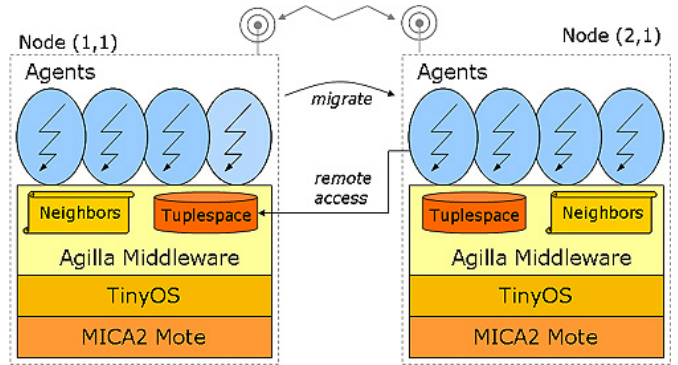 Node (1,1)
Node (2,1)
Agents
Agents
migrate
remote
access
Neighbors
Tuplespace
Tuplespace
Neighbors
Agilla Middleware
Agilla Middleware
TinyOS
TinyOS
MICA2 Mote
MICA2 Mote